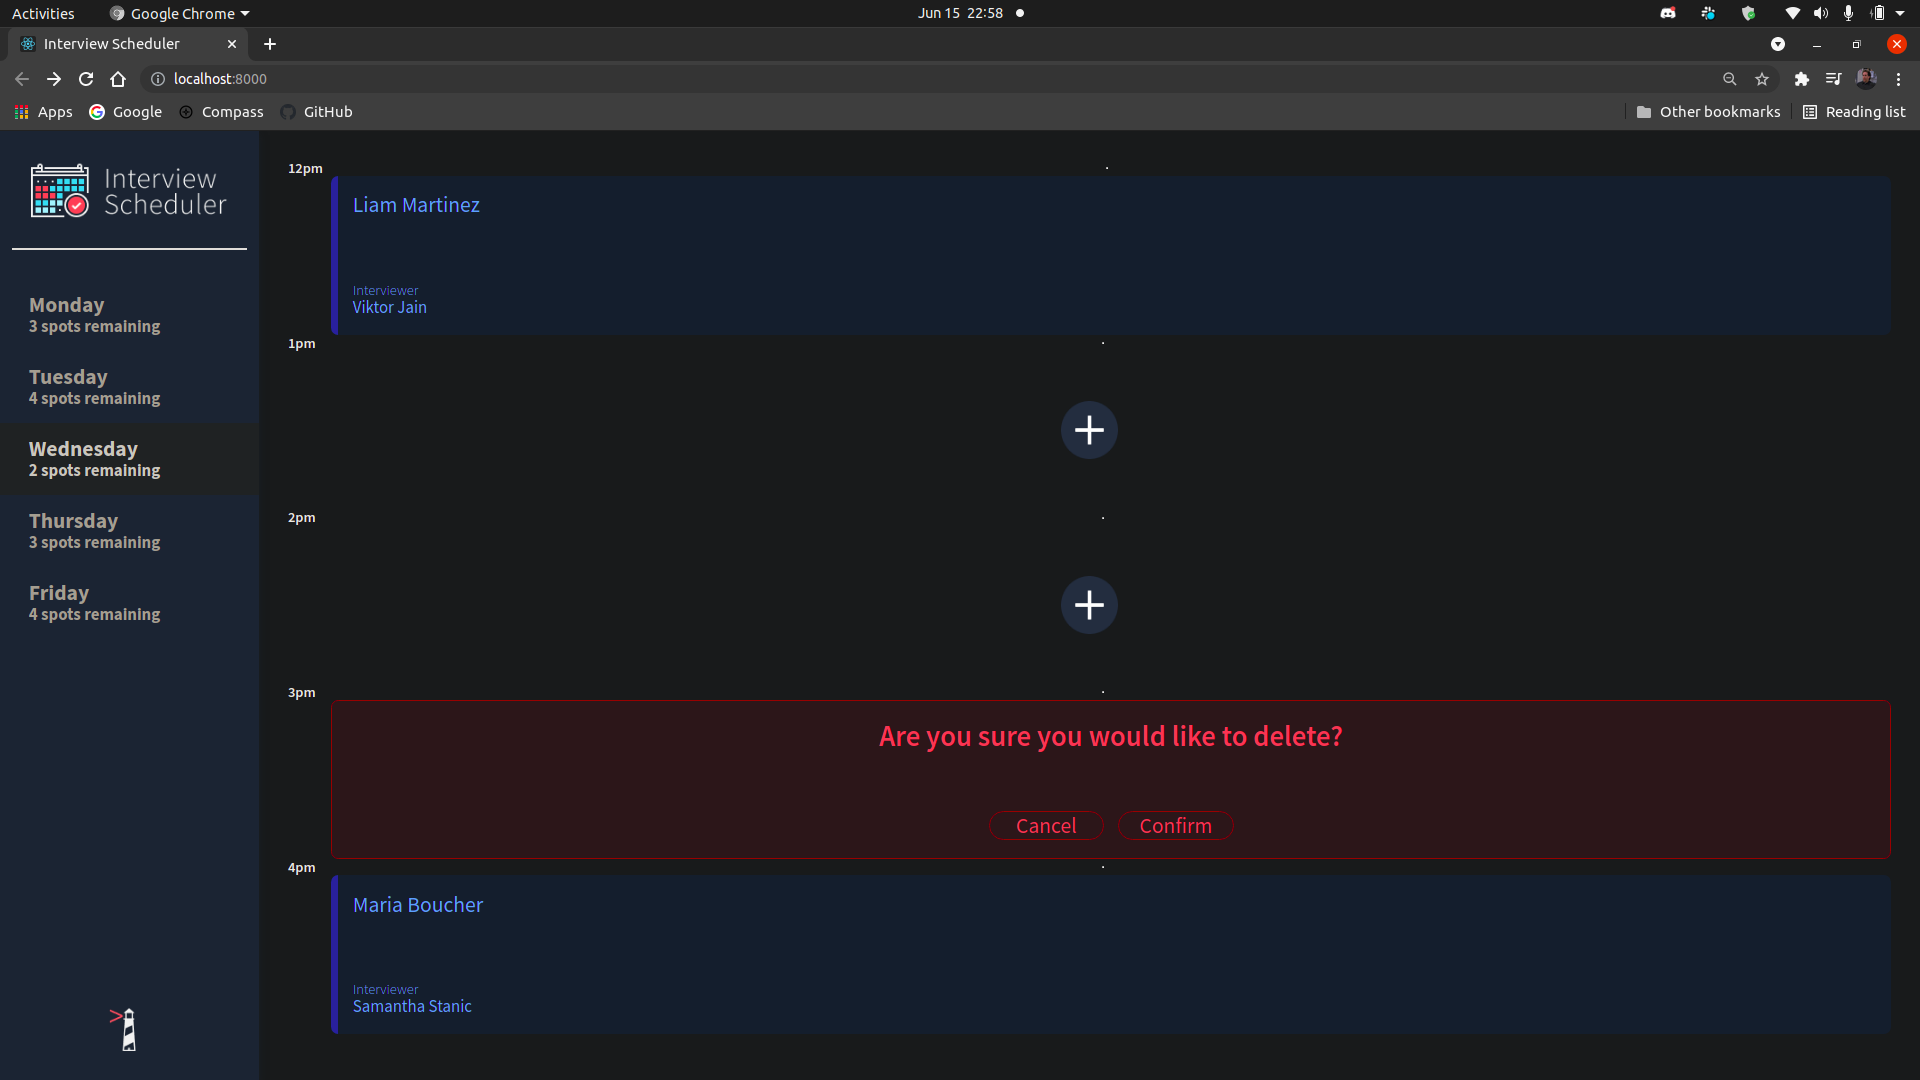 Activities
Google Chrome
Jun 15 22:58
Interview Scheduler
localhost:8000
Apps
Google
Compass
GitHub
Other bookmarks
Reading list
Interview
Scheduler
Monday
3 spots remaining
Tuesday
4 spots remaining
Wednesday
2 spots remaining
Thursday
3 spots remaining
Friday
4 spots remaining
12pm
Liam Martinez
Interviewer
Viktor Jain
1pm
2pm
3pm
Are you sure you would like to delete?
Cancel
Confirm
4pm
Maria Boucher
Interviewer
Samantha Stanic